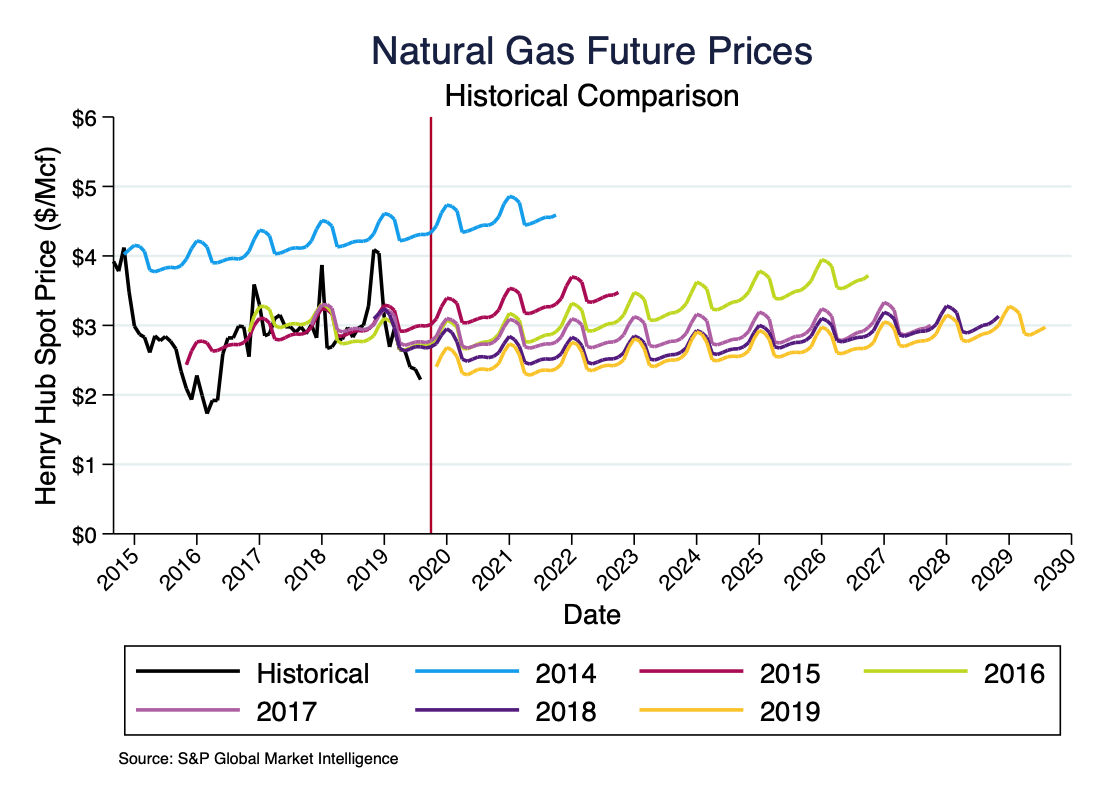 Natural Gas Future Prices
Historical Comparison
Henry Hub Spot Price ($/Mcf)
$6
$5
$4
$3
$2
$1
$0
2015 2016 2017 2018 2019 2020 2021 2022 2023 2024 2025 2026 2027 2028 2029 2030
Date
Historical 2014 2015 2016
2017 2018 2019
Source: S&P Global Market Intelligence